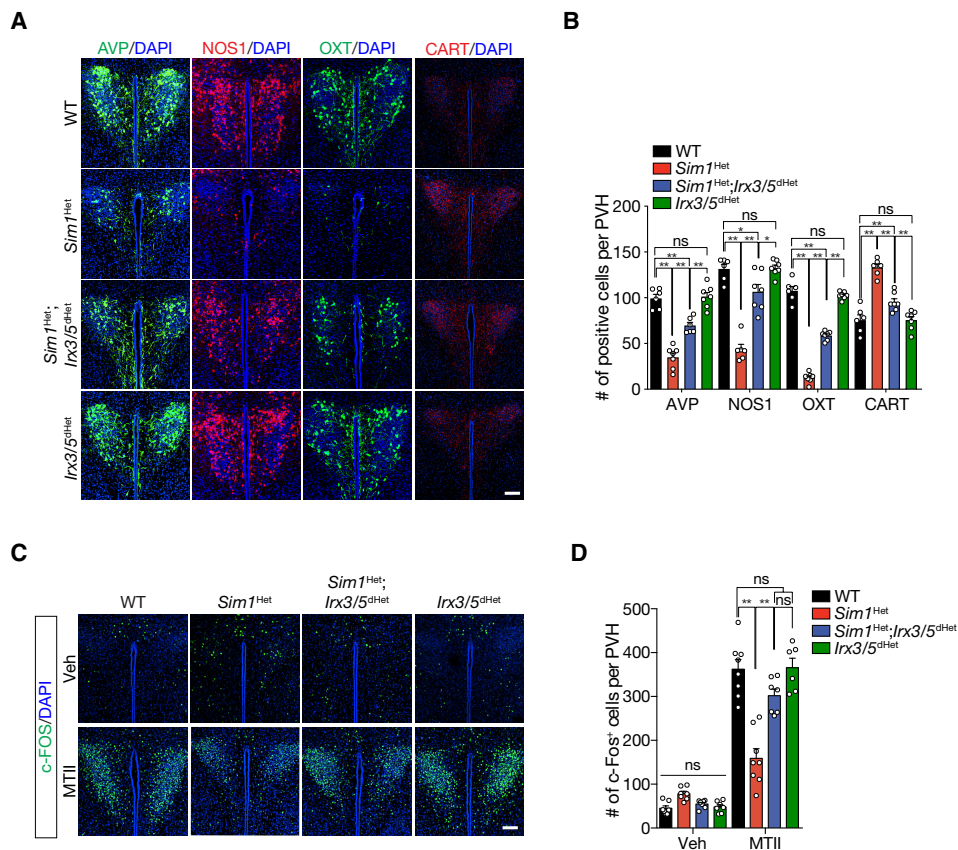 A
AVP/DAPI NOS1/DAPI OXT/DAPI CART/DAPI
WT
Sim1Het
Sim1Het;
Irx3/5dHet
Irx3/5dHet
B
WT
Sim1Het
Sim1Het;Irx3/5dHet
Irx3/5dHet
# of positive cells per PVH
200
150
100
50
0
ns
**
** ** **
ns
*
** ** *
ns
**
** ** **
ns
**
** ** **
AVP NOS1 OXT CART
C
WT Sim1Het Sim1Het; Irx3/5dHet
Irx3/5dHet
c-FOS/DAPI
Veh
MTII
D
WT
Sim1Het
Sim1Het;Irx3/5dHet
Irx3/5dHet
# of c-Fos+ cells per PVH
500
400
300
200
100
0
ns
ns
** ** ns
Veh MTII